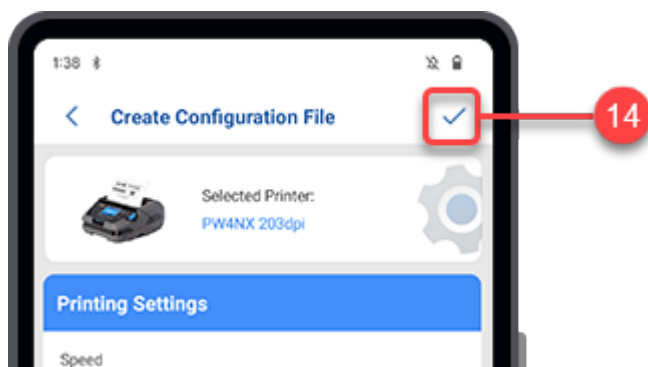 1:38
Create Configuration File
14
Selected Printer:
PW4NX 203dpi
Printing Settings
Speed